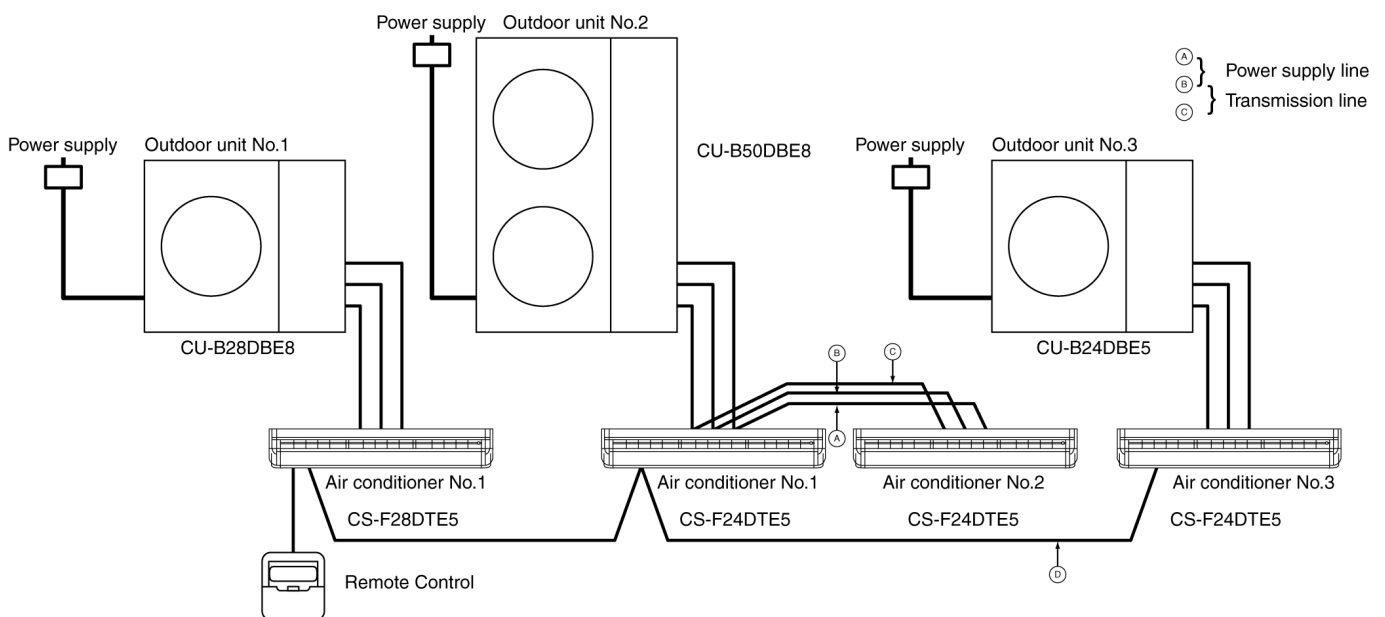 Power supply
Outdoor unit No.2
Ⓐ
Ⓑ
Ⓒ
Power supply line
Transmission line
CU-B50DBE8
Power supply
Outdoor unit No.1
Power supply
Outdoor unit No.3
CU-B28DBE8
CU-B24DBE5
Ⓑ
Ⓒ
Ⓐ
Air conditioner No.1
Air conditioner No.1
Air conditioner No.2
Air conditioner No.3
CS-F28DTE5
CS-F24DTE5
CS-F24DTE5
CS-F24DTE5
Ⓓ
Remote Control